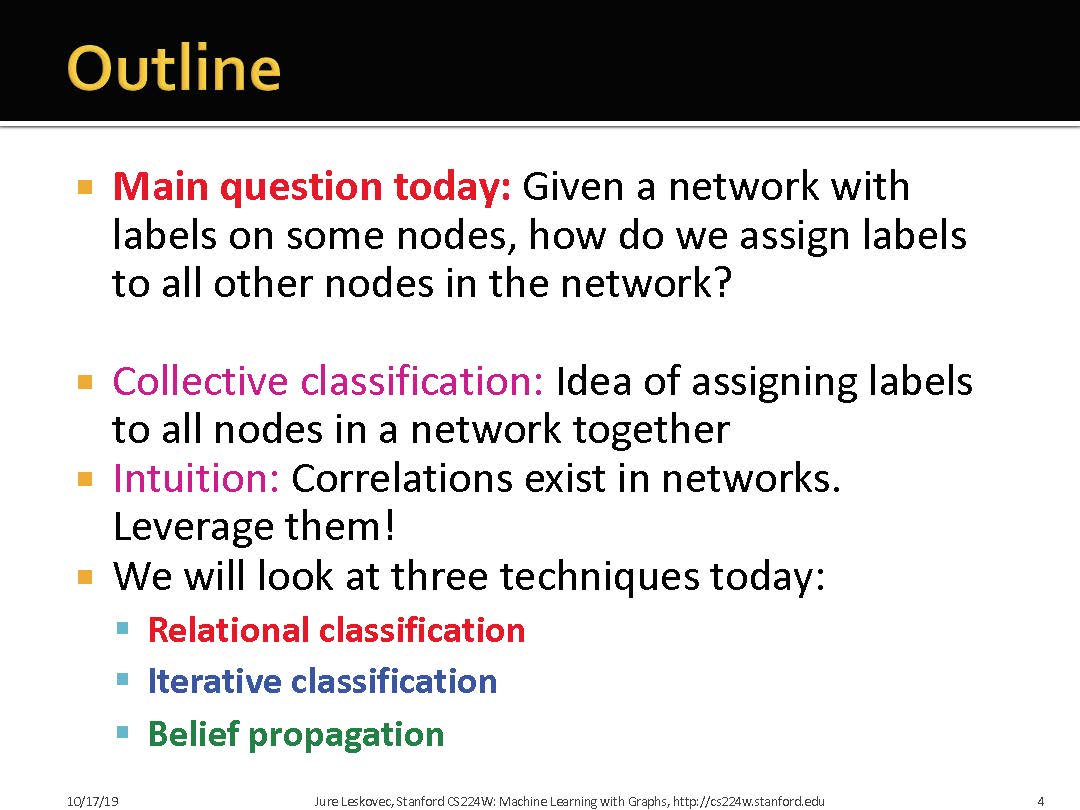 Outline
Main question today: Given a network with
labels on some nodes, how do we assign labels
to all other nodes in the network?
Collective classification: Idea of assigning labels
to all nodes in a network together
Intuition: Correlations exist in networks.
Leverage them!
We will look at three techniques today:
Relational classification
Iterative classification
Belief propagation
10/17/19 Jure Leskovec, Stanford CS224W: Machine Learning with Graphs, http://cs224w.stanford.edu 4